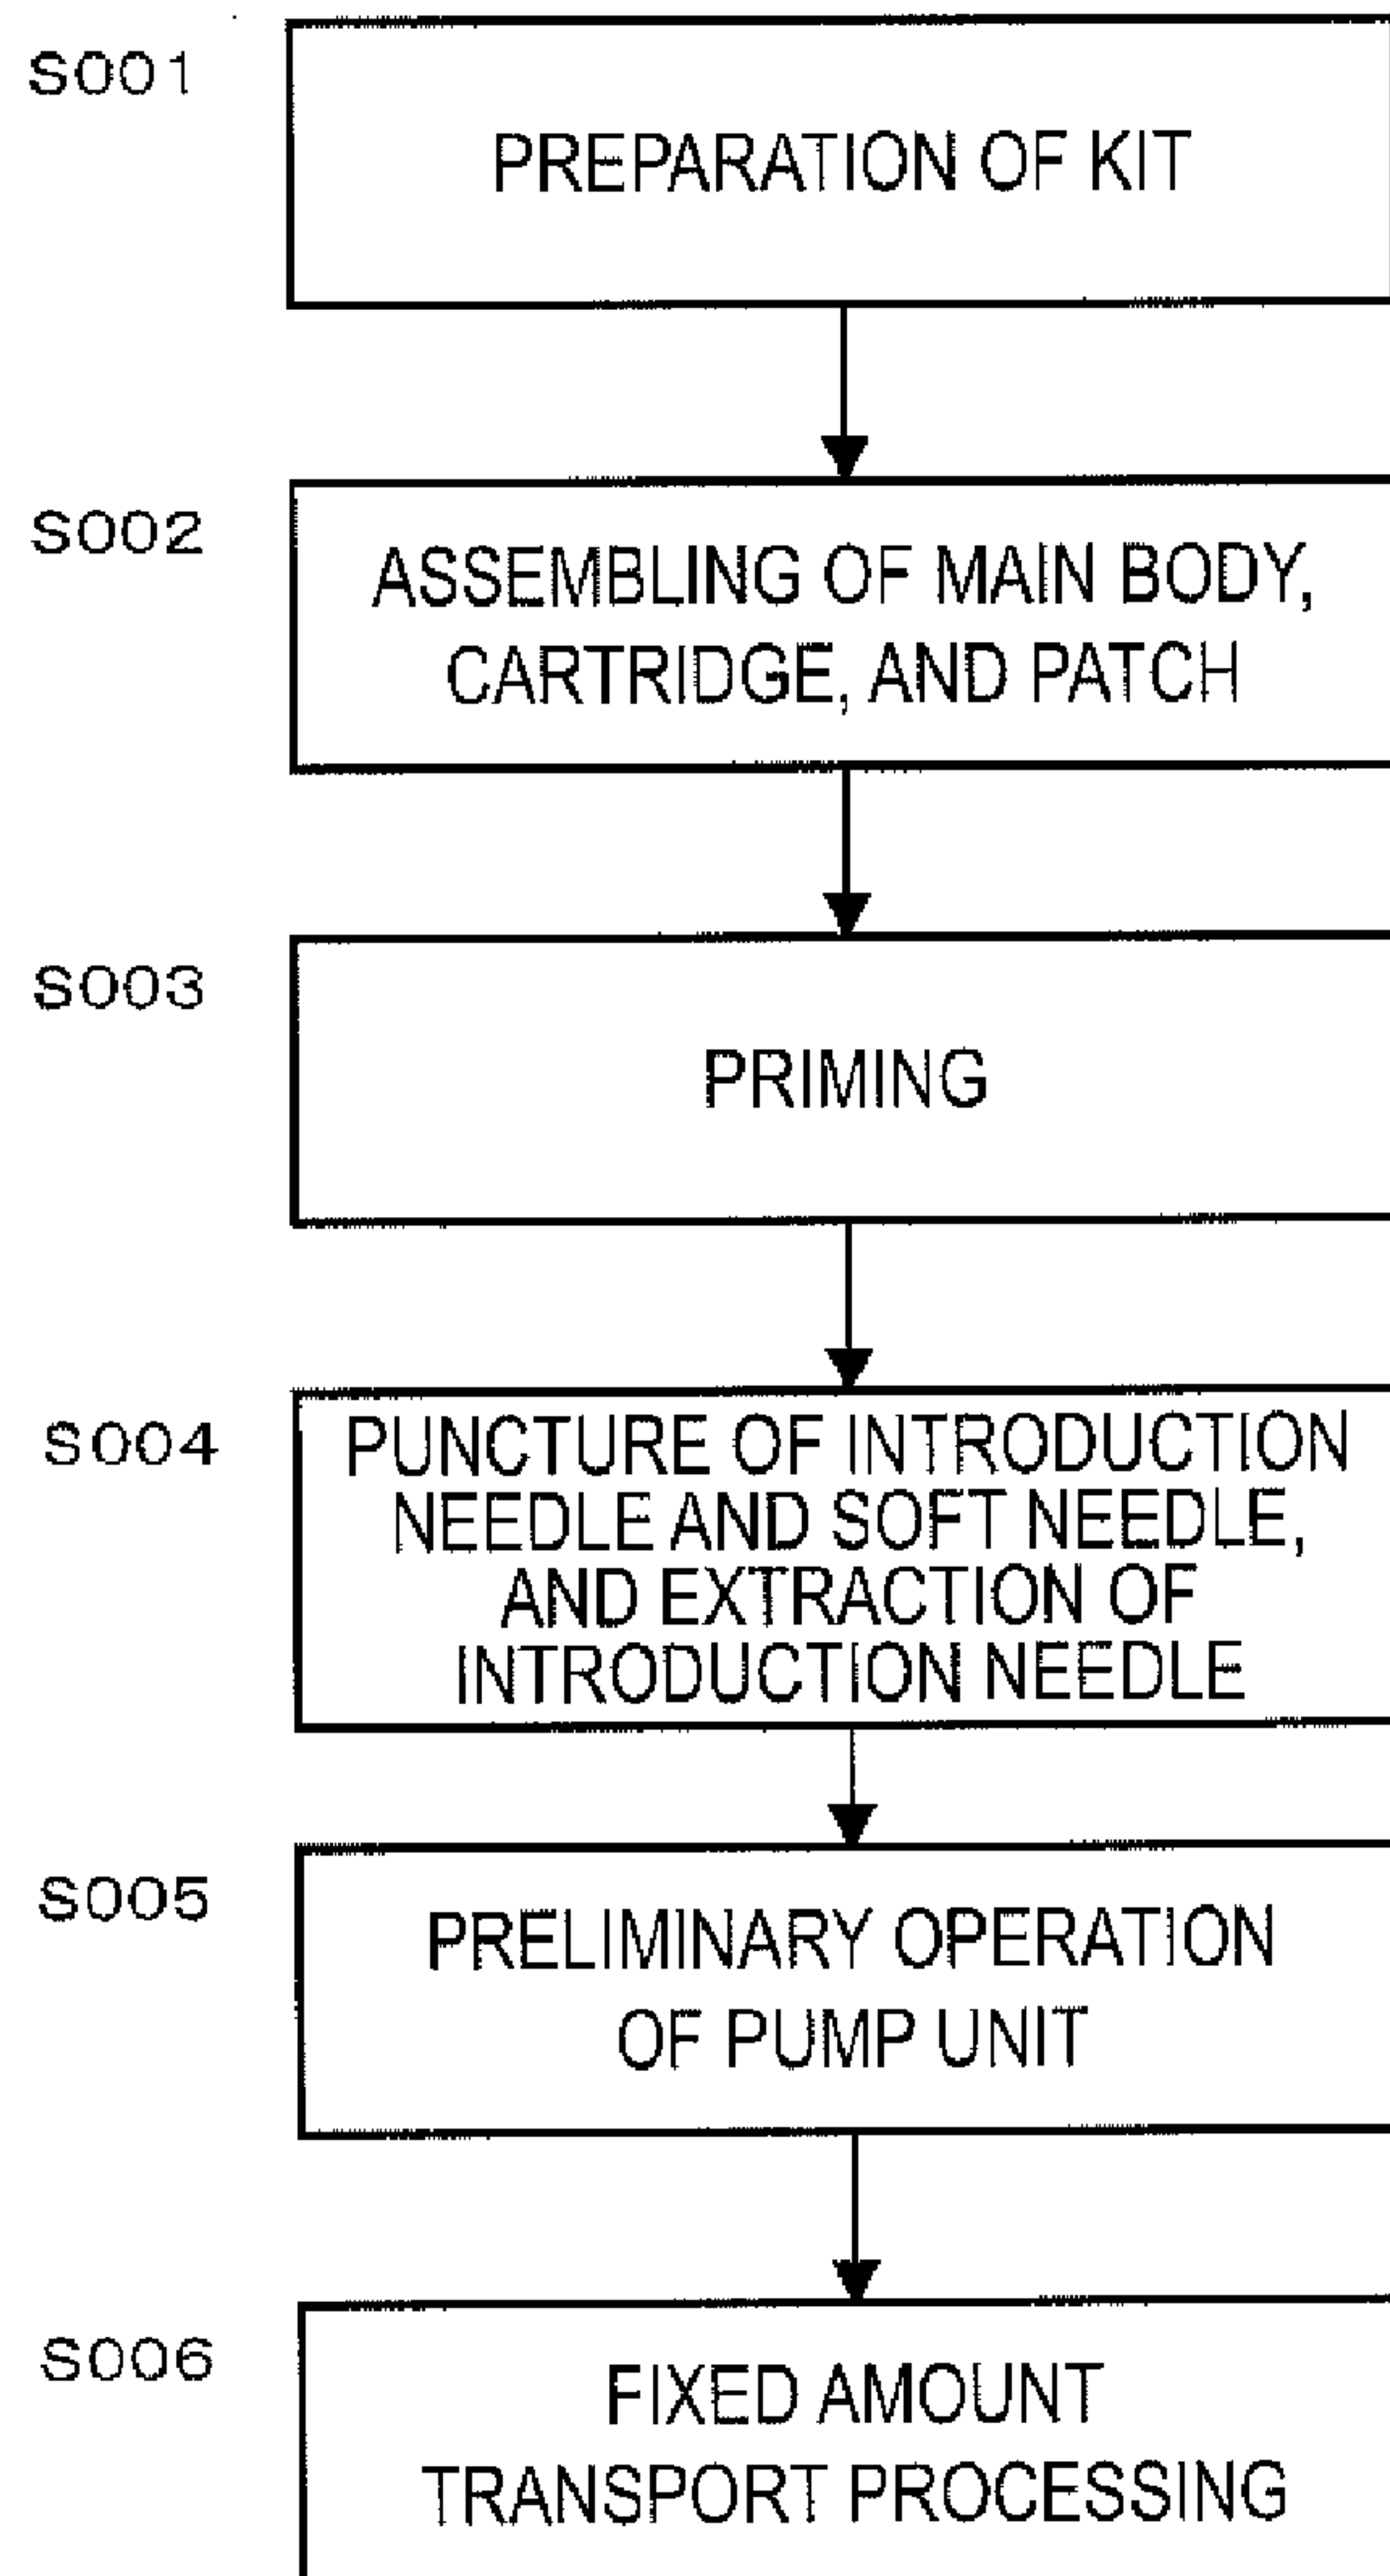 S001
PREPARATION OF KIT
S002
ASSEMBLING OF MAIN BODY,
CARTRIDGE, AND PATCH
S003
PRIMING
S004
PUNCTURE OF INTRODUCTION
NEEDLE AND SOFT NEEDLE,
AND EXTRACTION OF
INTRODUCTION NEEDLE
S005
PRELIMINARY OPERATION
OF PUMP UNIT
S006
FIXED AMOUNT
TRANSPORT PROCESSING